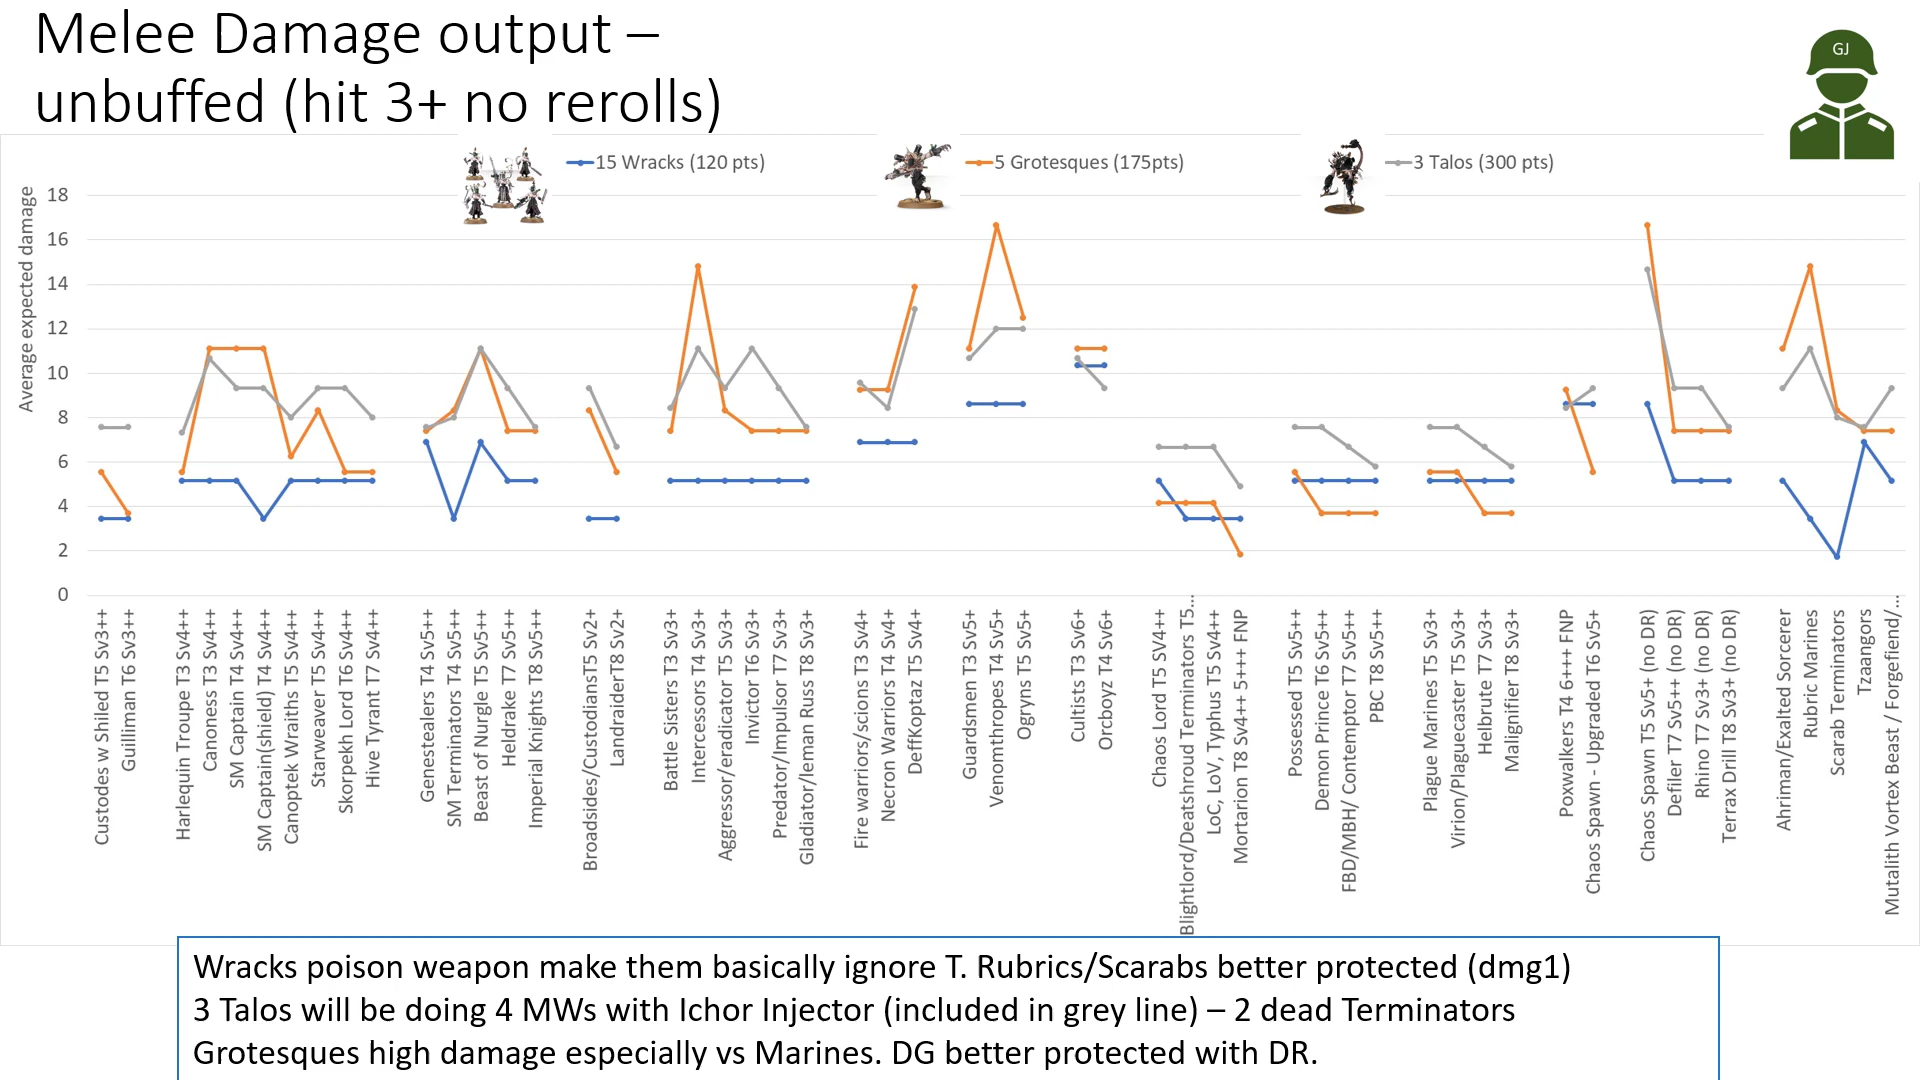 Melee Damage output –
unbuffed (hit 3+ no rerolls)
GJ
15 Wracks (120 pts)
5 Grotesques (175pts)
3 Talos (300 pts)
Average expected damage
18
16
14
12
10
8
6
4
2
0
Custodes w Shiled T5 Sv3++
Guilliman T6 Sv3++
Harlequin Troupe T3 Sv4++
Canoness T3 Sv4++
SM Captain T4 Sv4++
SM Captain(shield) T4 Sv4++
Canoptek Wraiths T5 Sv4++
Starweaver T5 Sv4++
Skorpekh Lord T6 Sv4++
Hive Tyrant T7 Sv4++
Genestealers T4 Sv5++
SM Terminators T4 Sv5++
Beast of Nurgle T5 Sv5++
Heldrake T7 Sv5++
Imperial Knights T8 Sv5++
Broadsides/CustodiansT5 Sv2+
LandraiderT8 Sv2+
Battle Sisters T3 Sv3+
Intercessors T4 Sv3+
Aggressor/eradicator T5 Sv3+
Invictor T6 Sv3+
Predator/Impulsor T7 Sv3+
Gladiator/leman Russ T8 Sv3+
Fire warriors/scions T3 Sv4+
Necron Warriors T4 Sv4+
DeffKoptaz T5 Sv4+
Guardsmen T3 Sv5+
Venomthropes T4 Sv5+
Ogryns T5 Sv5+
Cultists T3 Sv6+
Orcboyz T4 Sv6+
Chaos Lord T5 SV4++
Blightlord/Deatshroud Terminators T5...
LoC, LoV, Typhus T5 Sv4++
Mortarion T8 Sv4++ 5+++ FNP
Possessed T5 Sv5++
Demon Prince T6 Sv5++
FBD/MBH/ Contemptor T7 Sv5++
PBC T8 Sv5++
Plague Marines T5 Sv3+
Virion/Plaguecaster T5 Sv3+
Helbrute T7 Sv3+
Malignifier T8 Sv3+
Poxwalkers T4 6+++ FNP
Chaos Spawn - Upgraded T6 Sv5+
Chaos Spawn T5 Sv5+ (no DR)
Defiler T7 Sv5++ (no DR)
Rhino T7 Sv3+ (no DR)
Terrax Drill T8 Sv3+ (no DR)
Ahriman/Exalted Sorcerer
Rubric Marines
Scarab Terminators
Tzaangors
Mutalith Vortex Beast / Forgefiend/...
Wracks poison weapon make them basically ignore T. Rubrics/Scarabs better protected (dmg1)
3 Talos will be doing 4 MWs with Ichor Injector (included in grey line) – 2 dead Terminators
Grotesques high damage especially vs Marines. DG better protected with DR.